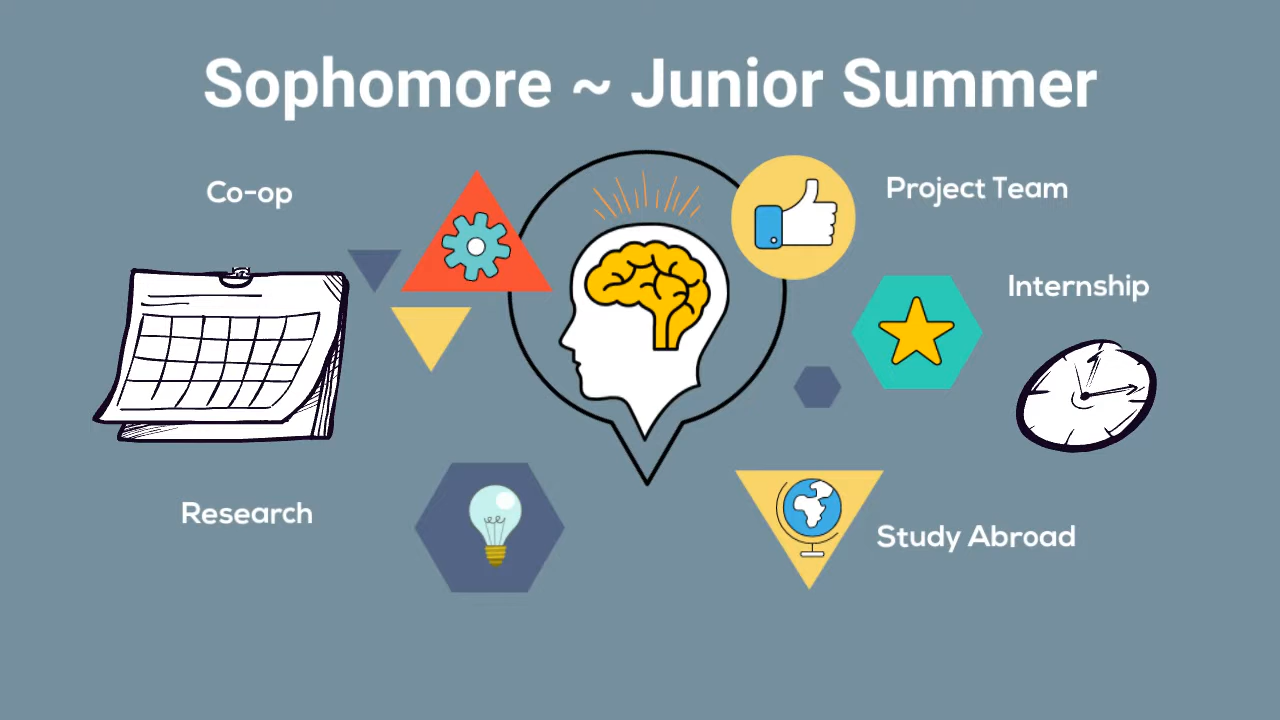 Sophomore ~ Junior Summer
Co-op
Project Team
Internship
Research
Study Abroad